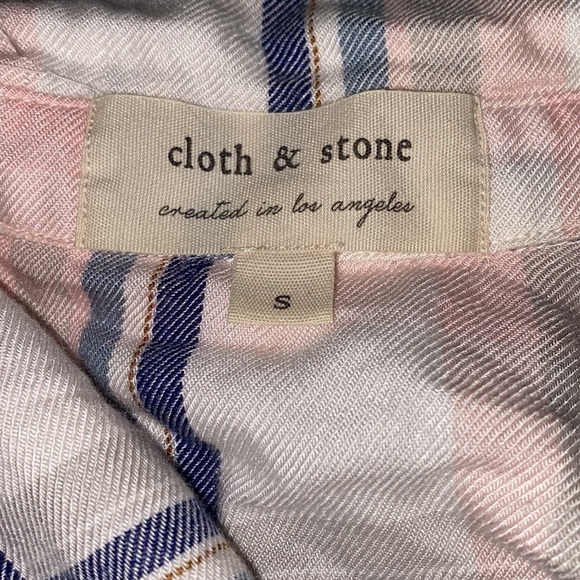 cloth & stone
created in los angeles
S